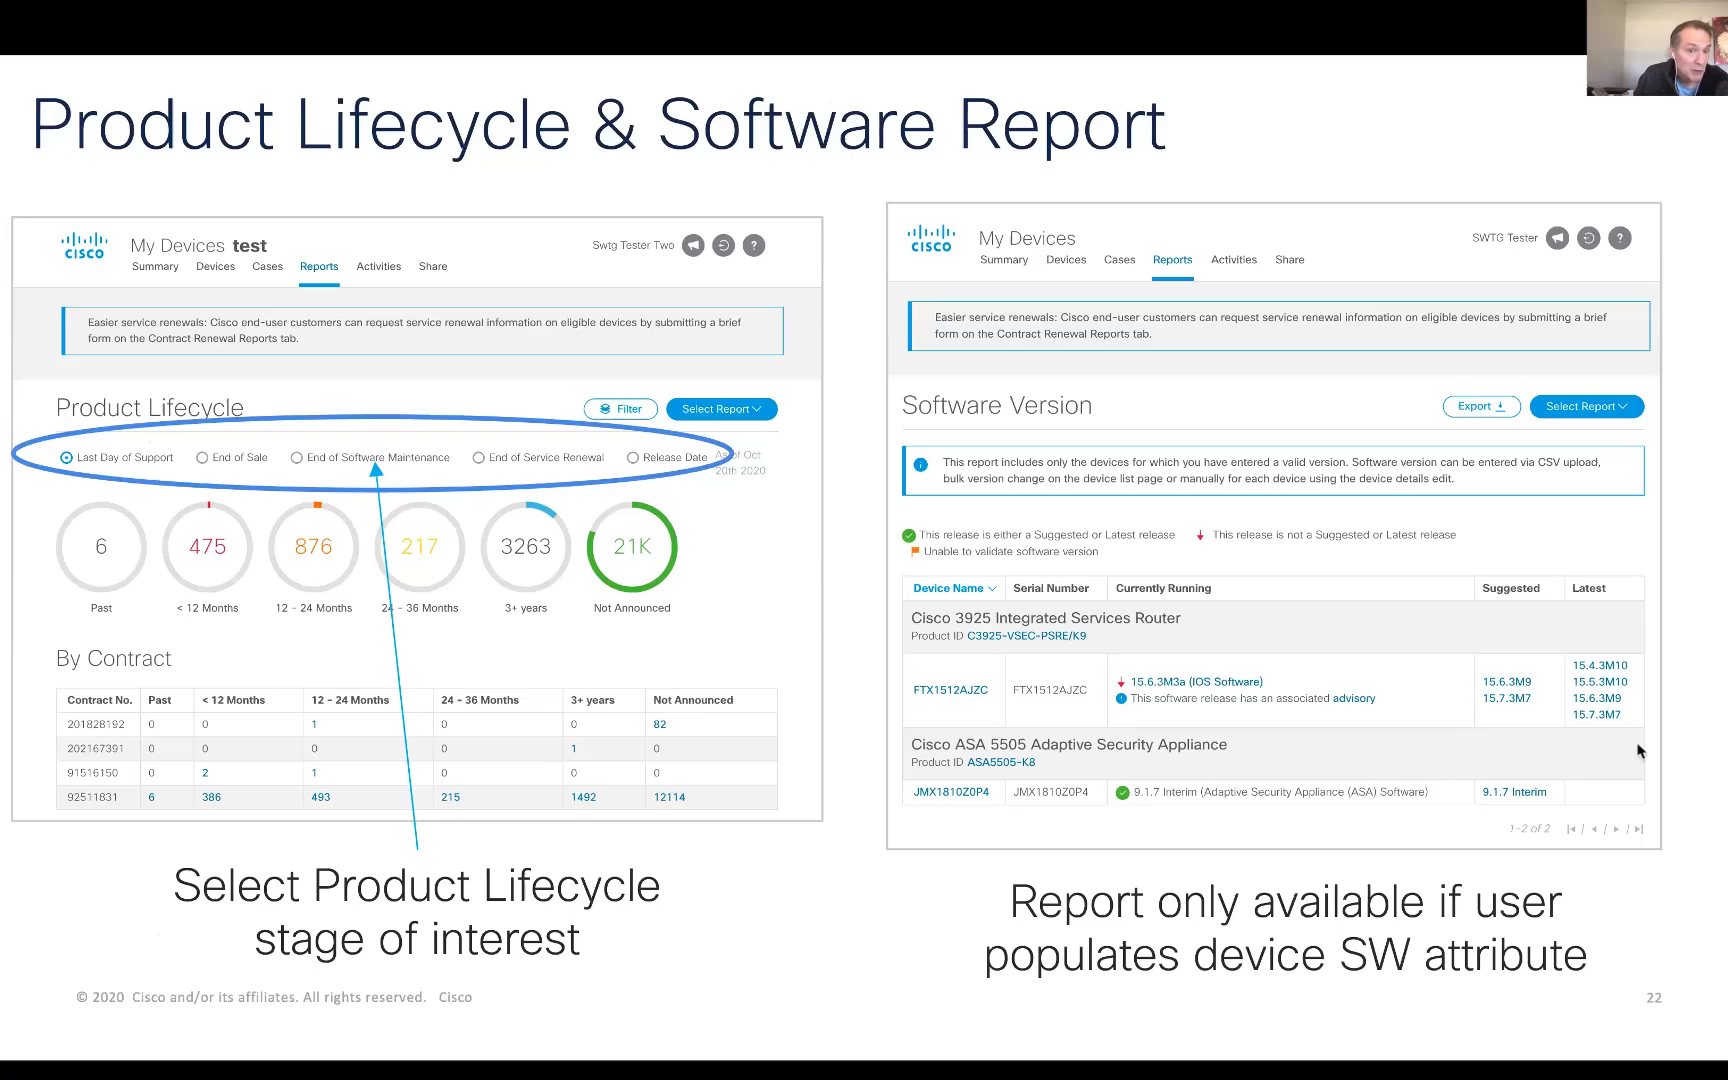 Product Lifecycle & Software Report
CISCO
My Devices test
Swtg Tester Two
?
Summary Devices Cases Reports Activities Share
Easier service renewals: Cisco end-user customers can request service renewal information on eligible devices by submitting a brief
form on the Contract Renewal Reports tab.
Product Lifecycle
Filter
Select Report
Last Day of Support End of Sale End of Software Maintenance End of Service Renewal Release Date
As of Oct
20th 2020
6 475 876 217 3263 21K
Past < 12 Months 12 - 24 Months 24 - 36 Months 3+ years Not Announced
By Contract
Contract No. Past < 12 Months 12 - 24 Months 24 - 36 Months 3+ years Not Announced
201828192 0 0 1 0 0 82
202167391 0 0 0 0 1 0
91516150 0 2 1 0 0 0
92511831 6 386 493 215 1492 12114
Select Product Lifecycle
stage of interest
CISCO
My Devices
SWTG Tester
?
Summary Devices Cases Reports Activities Share
Easier service renewals: Cisco end-user customers can request service renewal information on eligible devices by submitting a brief
form on the Contract Renewal Reports tab.
Software Version
Export
Select Report
This report includes only the devices for which you have entered a valid version. Software version can be entered via CSV upload,
bulk version change on the device list page or manually for each device using the device details edit.
This release is either a Suggested or Latest release This release is not a Suggested or Latest release
Unable to validate software version
Device Name Serial Number Currently Running Suggested Latest
Cisco 3925 Integrated Services Router
Product ID C3925-VSEC-PSRE/K9
FTX1512AJZC FTX1512AJZC
15.6.3M3a (IOS Software)
This software release has an associated advisory
15.6.3M9
15.7.3M7
15.4.3M10
15.5.3M10
15.6.3M9
15.7.3M7
Cisco ASA 5505 Adaptive Security Appliance
Product ID ASA5505-K8
JMX1810Z0P4 JMX1810Z0P4 9.1.7 Interim (Adaptive Security Appliance (ASA) Software) 9.1.7 Interim
1-2 of 2
Report only available if user
populates device SW attribute
© 2020 Cisco and/or its affiliates. All rights reserved. Cisco
22